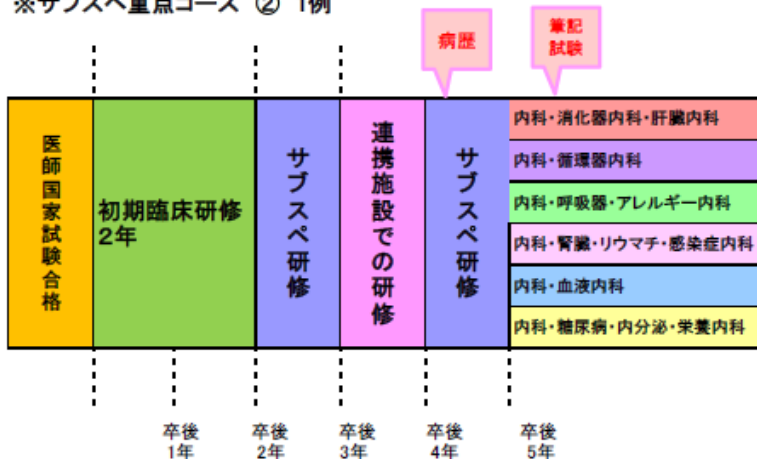 ※サブスペ重点コース ② 1例
病歴
筆記
試験
医師国家試験合格
初期臨床研修
2年
サブスペ研修
連携施設での研修
サブスペ研修
内科・消化器内科・肝臓内科
内科・循環器内科
内科・呼吸器・アレルギー内科
内科・腎臓・リウマチ・感染症内科
内科・血液内科
内科・糖尿病・内分泌・栄養内科
卒後
1年
卒後
2年
卒後
3年
卒後
4年
卒後
5年